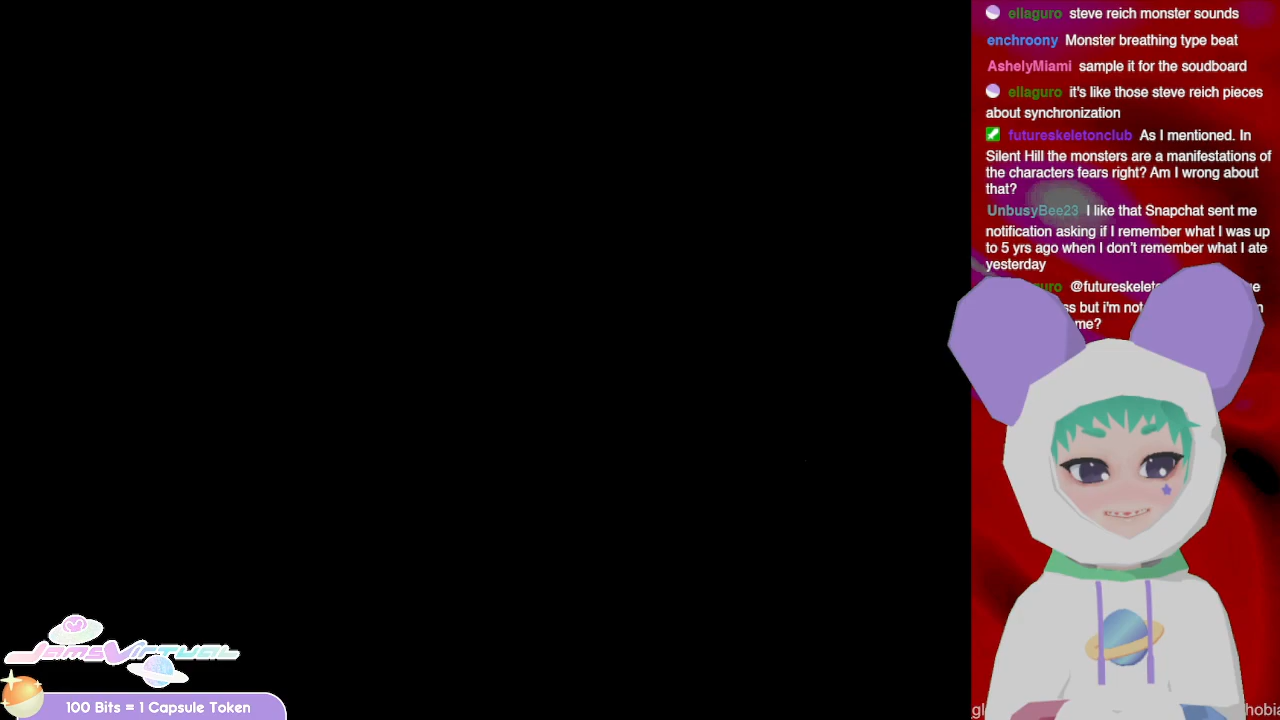 ellaguro steve reich monster sounds
enchroony Monster breathing type beat
AshelyMiami sample it for the soudboard
ellaguro it's like those steve reich pieces
about synchronization
futureskeletonclub As I mentioned. In
Silent Hill the monsters are a manifestations of
the characters fears right? Am I wrong about
that?
UnbusyBee23 I like that Snapchat sent me
notification asking if I remember what I was up
to 5 yrs ago when I don't remember what I ate
yesterday
but i'm
JamsVirtual
100 Bits = 1 Capsule Token